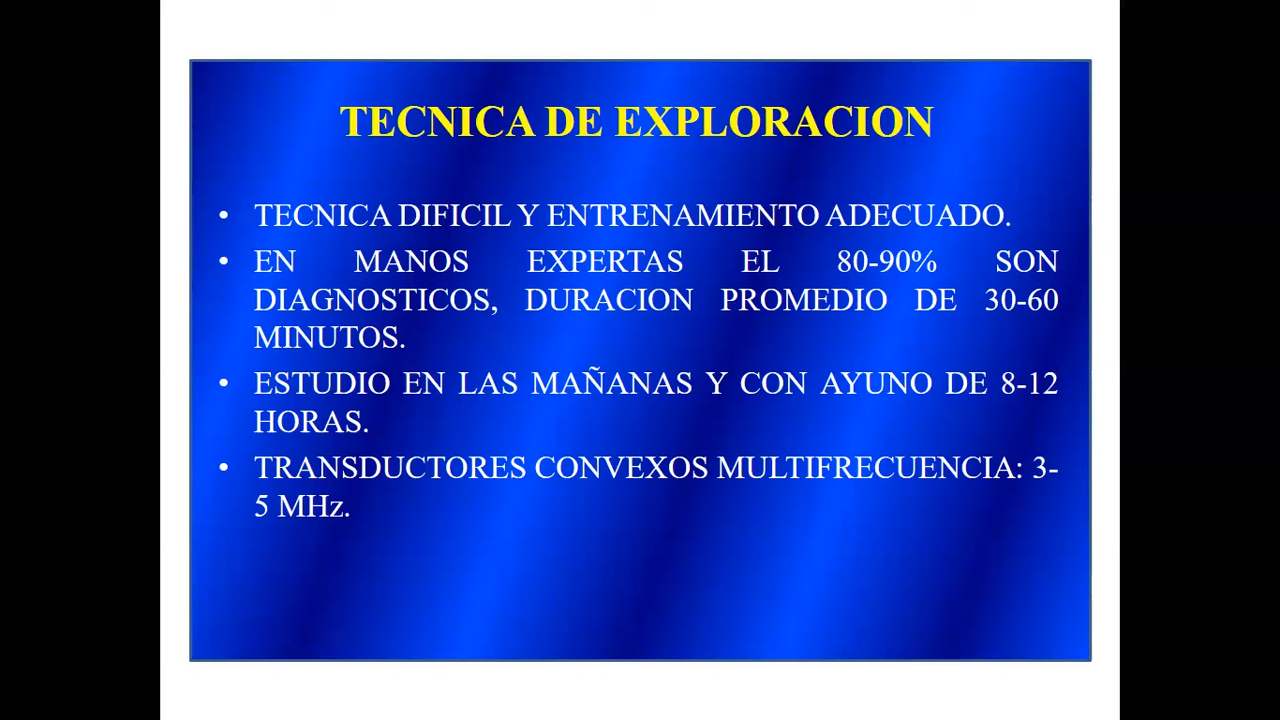 TECNICA DE EXPLORACION
• TECNICA DIFICIL Y ENTRENAMIENTO ADECUADO.
• EN MANOS EXPERTAS EL 80-90% SON
DIAGNOSTICOS, DURACION PROMEDIO DE 30-60
MINUTOS.
• ESTUDIO EN LAS MAÑANAS Y CON AYUNO DE 8-12
HORAS.
• TRANSDUCTORES CONVEXOS MULTIFRECUENCIA: 3-
5 MHz.